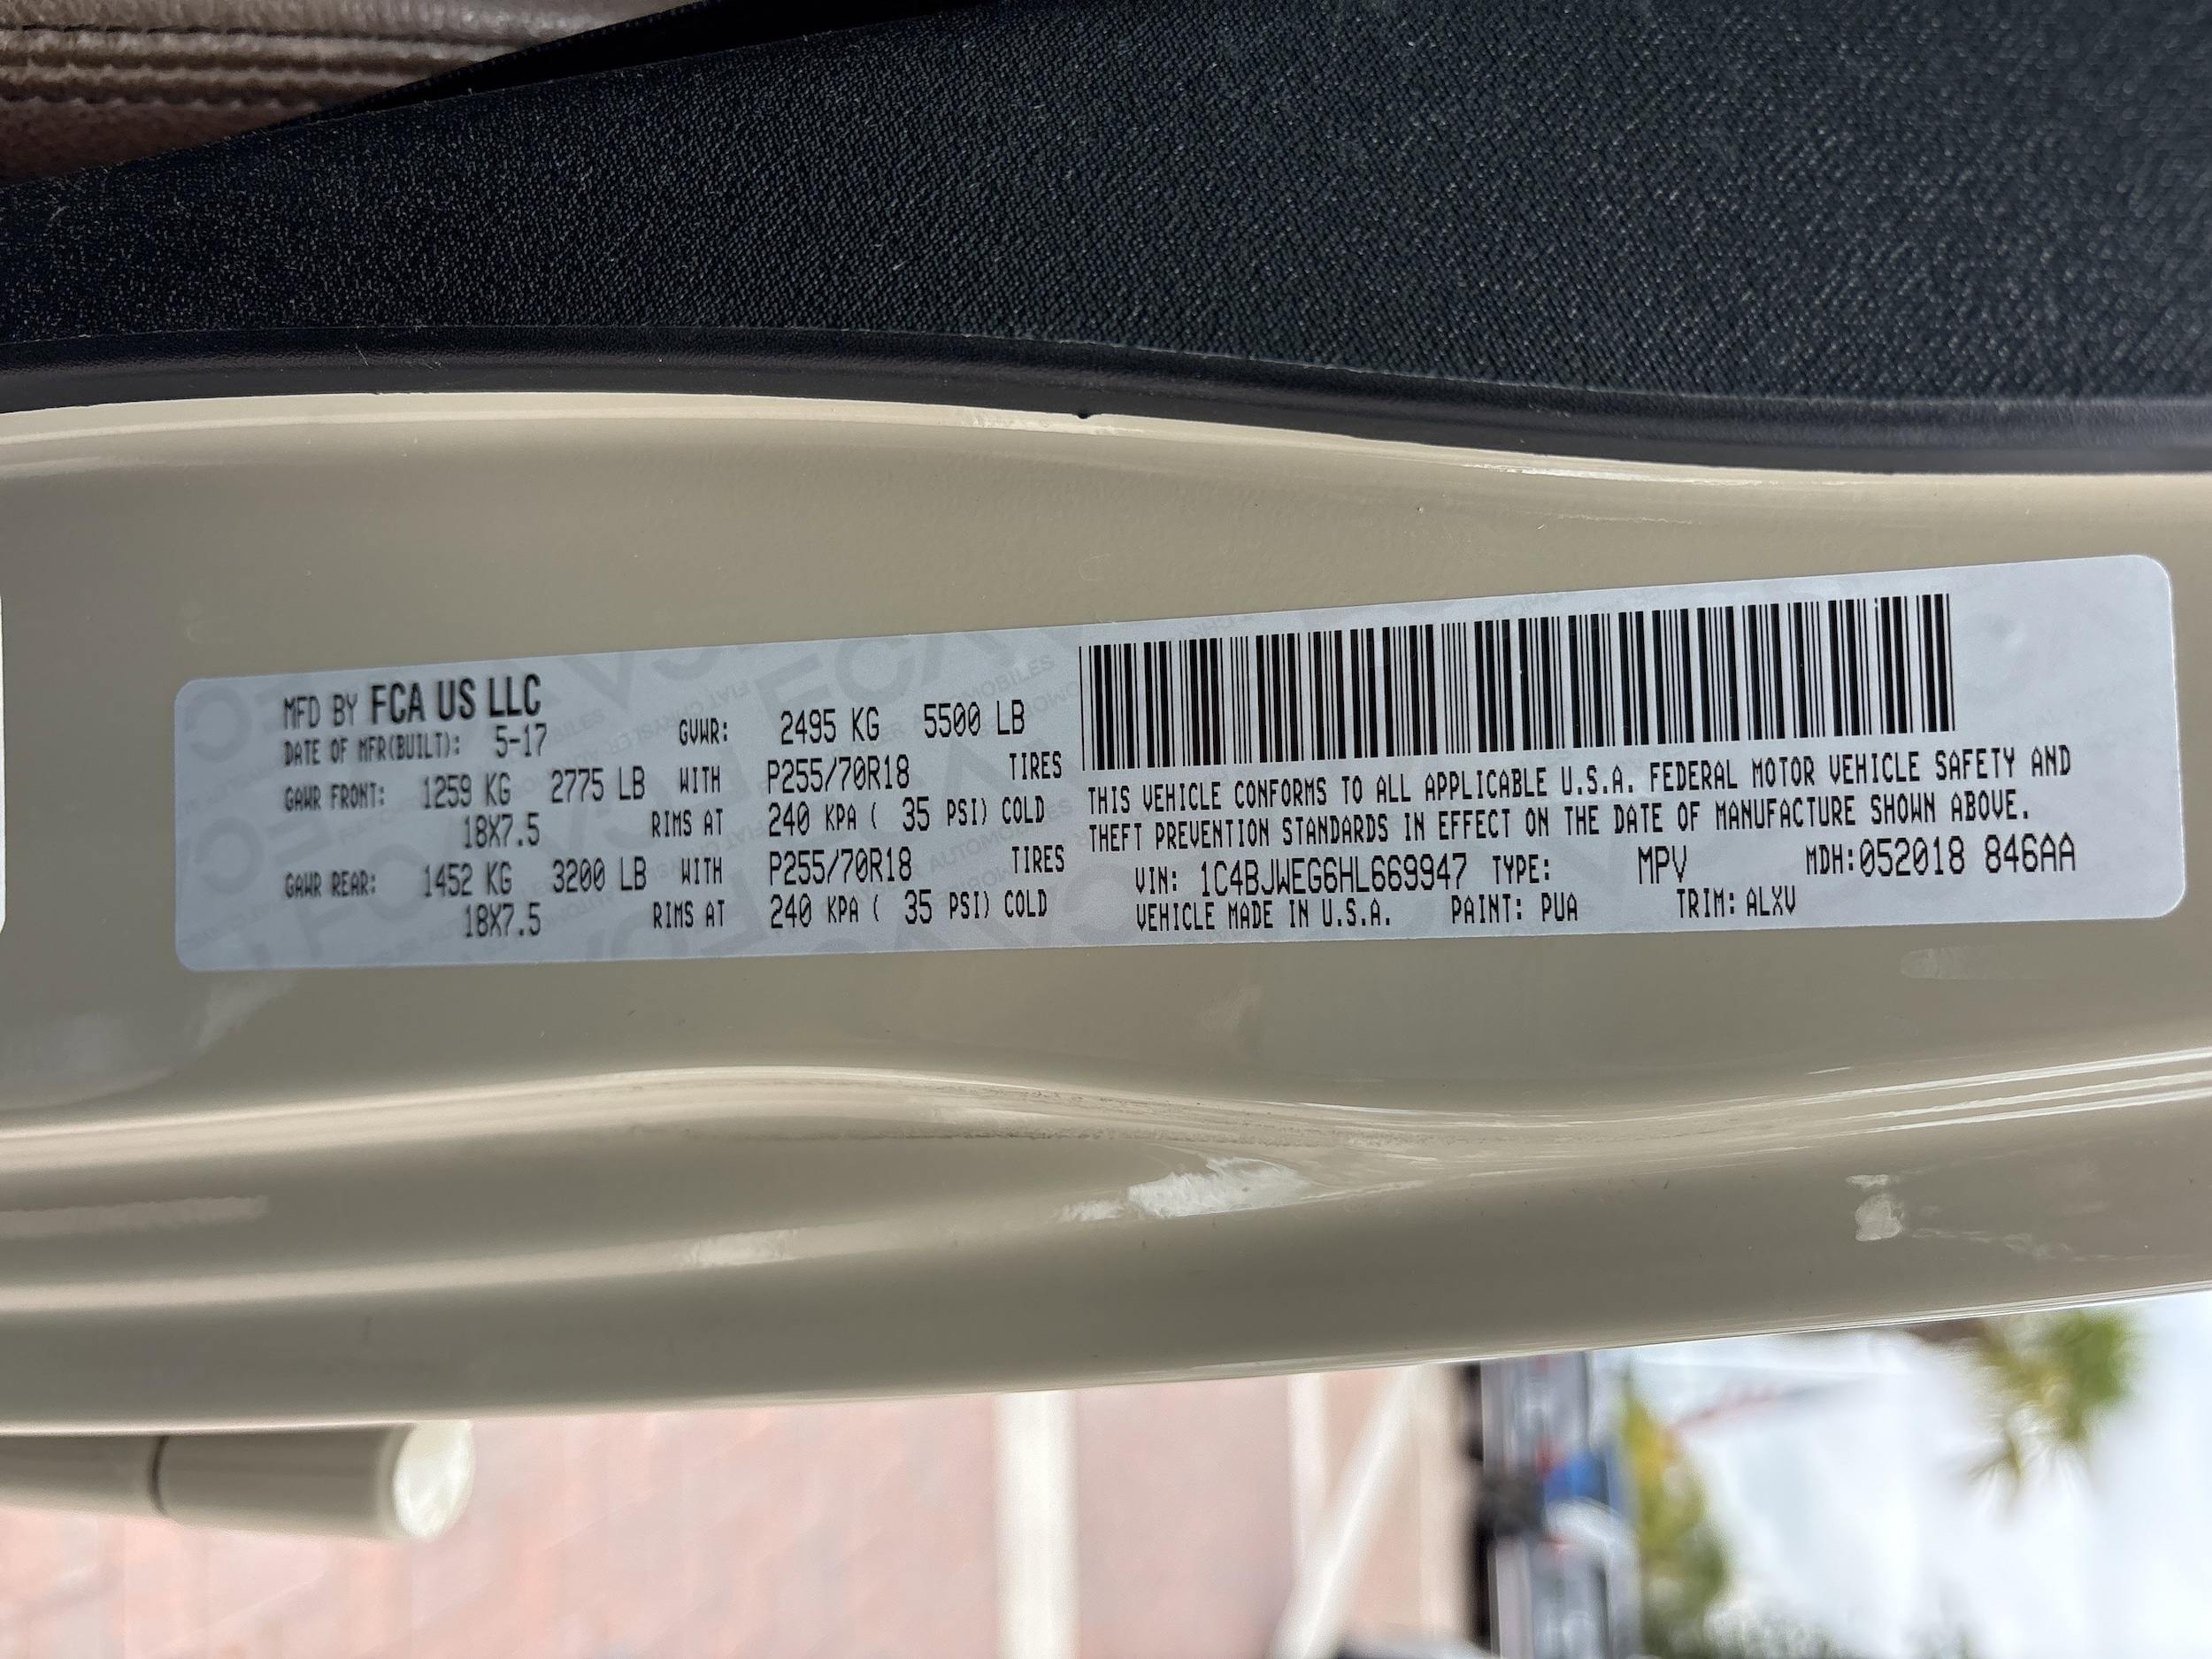 MFD BY FCA US LLC
DATE OF MFR(BUILT): 5-17 GVWR: 2495 KG 5500 LB
GAWR FRONT: 1259 KG 2775 LB WITH P255/70R18 TIRES
18X7.5 RIMS AT 240 KPA ( 35 PSI) COLD
GAWR REAR: 1452 KG 3200 LB WITH P255/70R18 TIRES
18X7.5 RIMS AT 240 KPA ( 35 PSI) COLD
THIS VEHICLE CONFORMS TO ALL APPLICABLE U.S.A. FEDERAL MOTOR VEHICLE SAFETY AND
THEFT PREVENTION STANDARDS IN EFFECT ON THE DATE OF MANUFACTURE SHOWN ABOVE.
VIN: 1C4BJWEG6HL669947 TYPE: MPV MDH:052018 846AA
VEHICLE MADE IN U.S.A. PAINT: PUA TRIM: ALXV